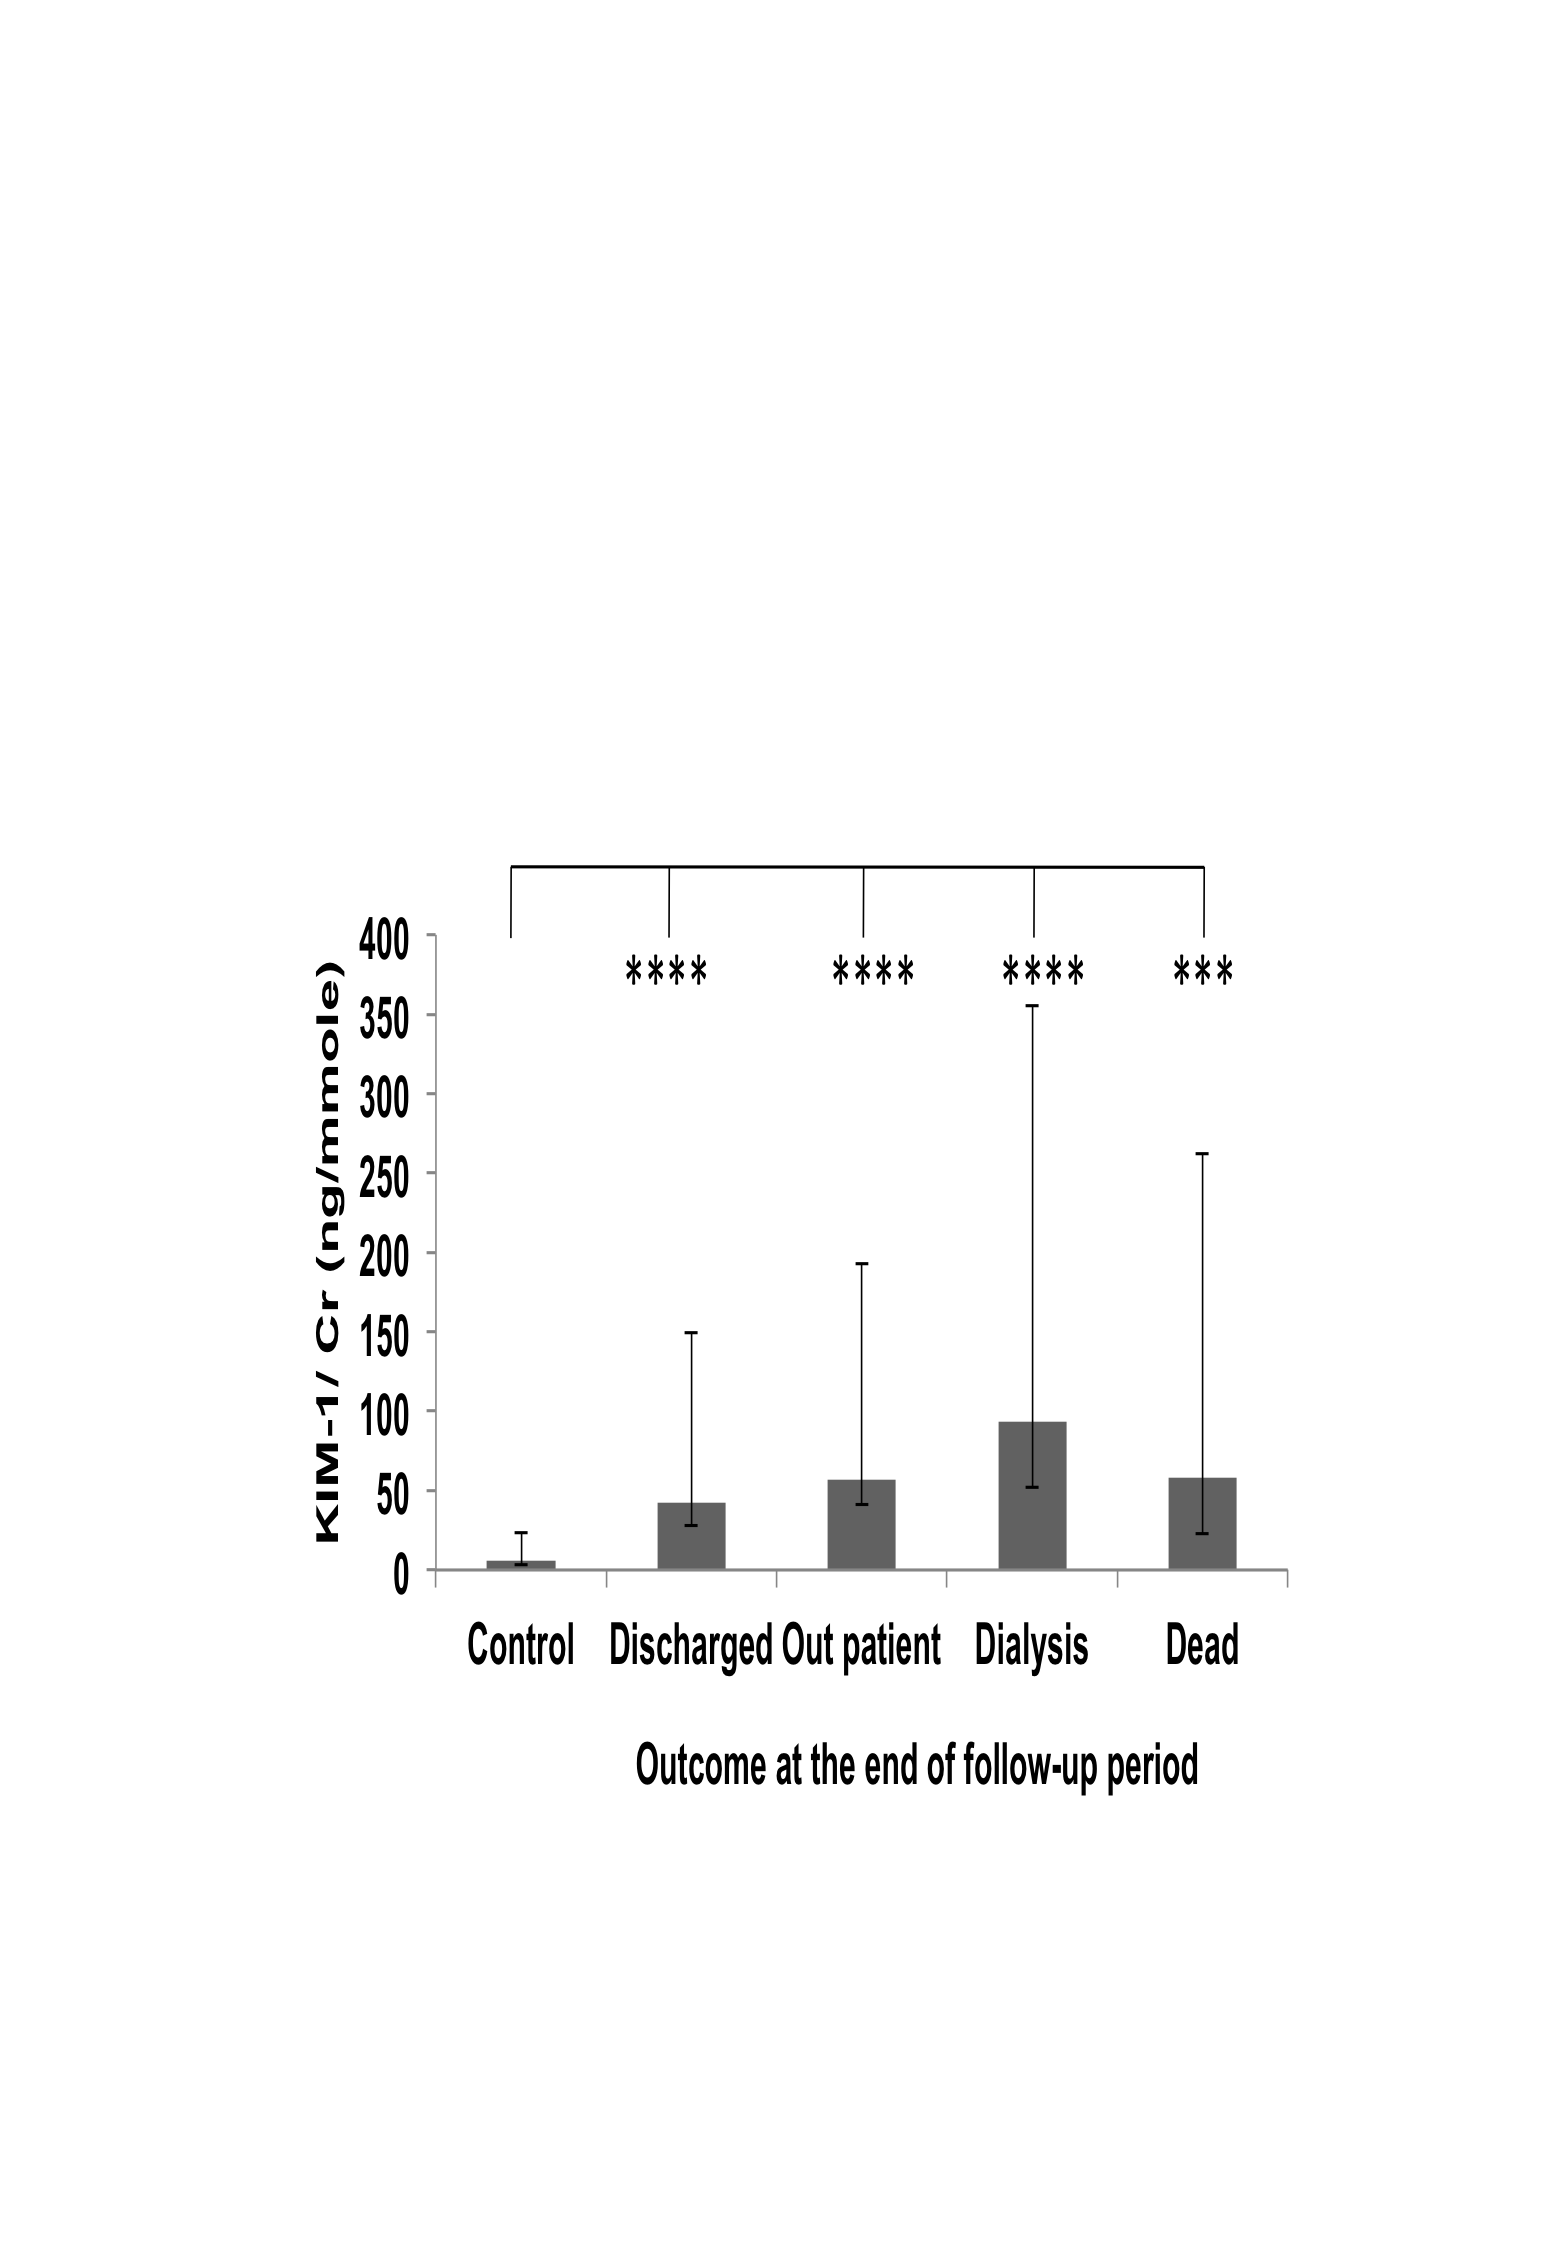 400
**** **** **** ***
350
300
250
200
150
100
50
0
KIM-1/ Cr (ng/mmole)
Control Discharged Out patient Dialysis Dead
Outcome at the end of follow-up period